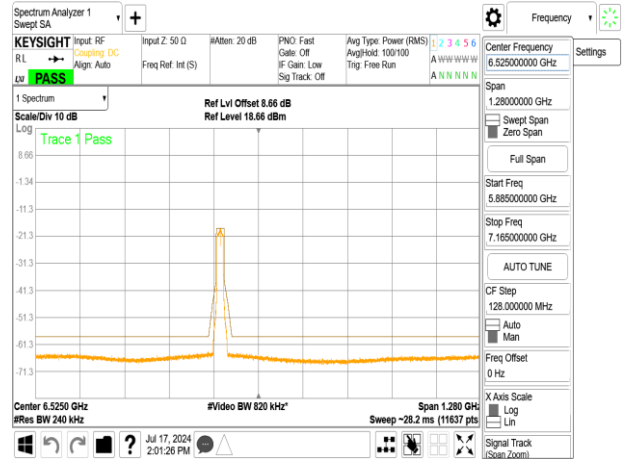 Spectrum Analyzer 1
Swept SA
+
Frequency
Settings
KEYSIGHT
RL
LXI
PASS
Input: RF
Coupling: DC
Align: Auto
Input Z: 50 Ω
Freq Ref: Int (S)
#Atten: 20 dB
PNO: Fast
Gate: Off
IF Gain: Low
Sig Track: Off
Avg Type: Power (RMS)
Avg|Hold: 100/100
Trig: Free Run
1 2 3 4 5 6
A W W W W W
A N N N N N
1 Spectrum
Scale/Div 10 dB
Log
Ref Lvl Offset 8.66 dB
Ref Level 18.66 dBm
Trace 1 Pass
8.66
-1.34
-11.3
-21.3
-31.3
-41.3
-51.3
-61.3
-71.3
Center 6.5250 GHz
#Res BW 240 kHz
#Video BW 820 kHz*
Span 1.280 GHz
Sweep ~28.2 ms (11637 pts
Center Frequency
6.525000000 GHz
Span
1.28000000 GHz
Swept Span
Zero Span
Full Span
Start Freq
5.885000000 GHz
Stop Freq
7.165000000 GHz
AUTO TUNE
CF Step
128.000000 MHz
Auto
Man
Freq Offset
0 Hz
X Axis Scale
Log
Lin
Signal Track
(Span Zoom)
?
Jul 17, 2024
2:01:26 PM